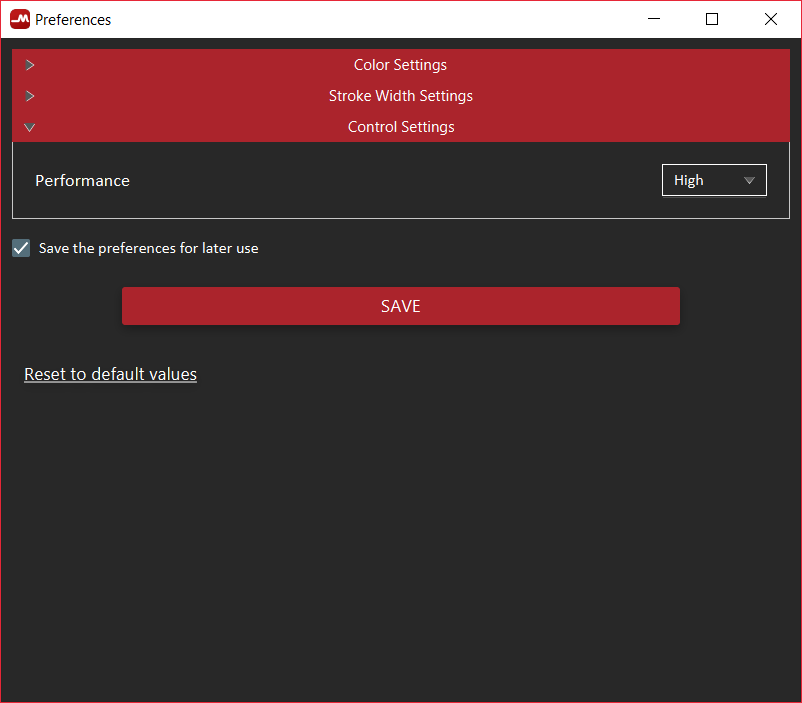 Preferences
Color Settings
Stroke Width Settings
Control Settings
Performance
High
Save the preferences for later use
SAVE
Reset to default values